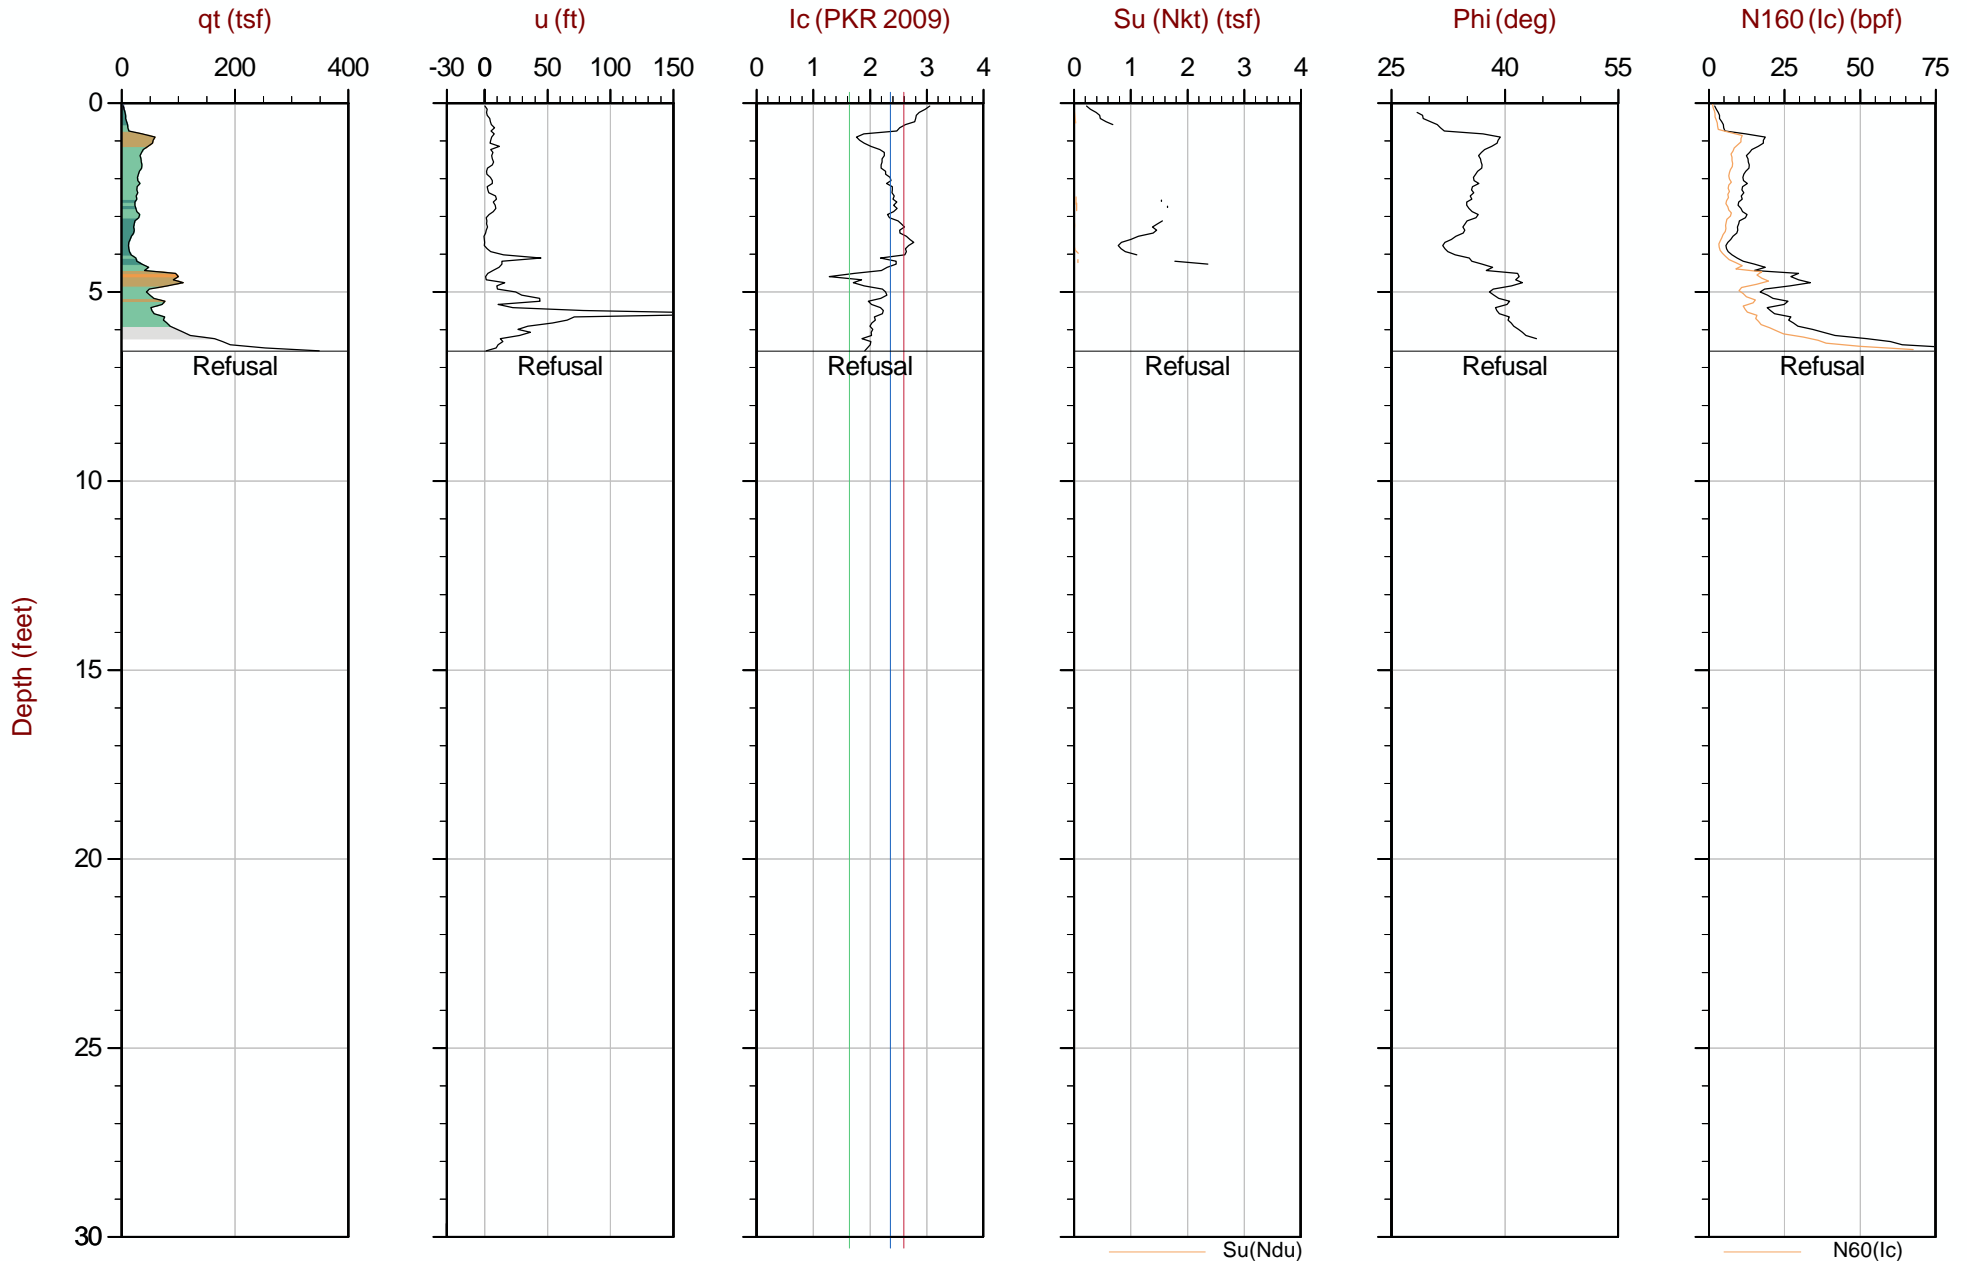 qt (tsf) u (ft) Ic (PKR 2009) Su (Nkt) (tsf) Phi (deg) N160 (Ic) (bpf)
0 200 400 -30 0 50 100 150 0 1 2 3 4 0 1 2 3 4 25 40 55 0 25 50 75
0
5
Refusal Refusal Refusal Refusal Refusal Refusal
10
Depth (feet)
15
20
25
30
Su(Ndu) N60(Ic)